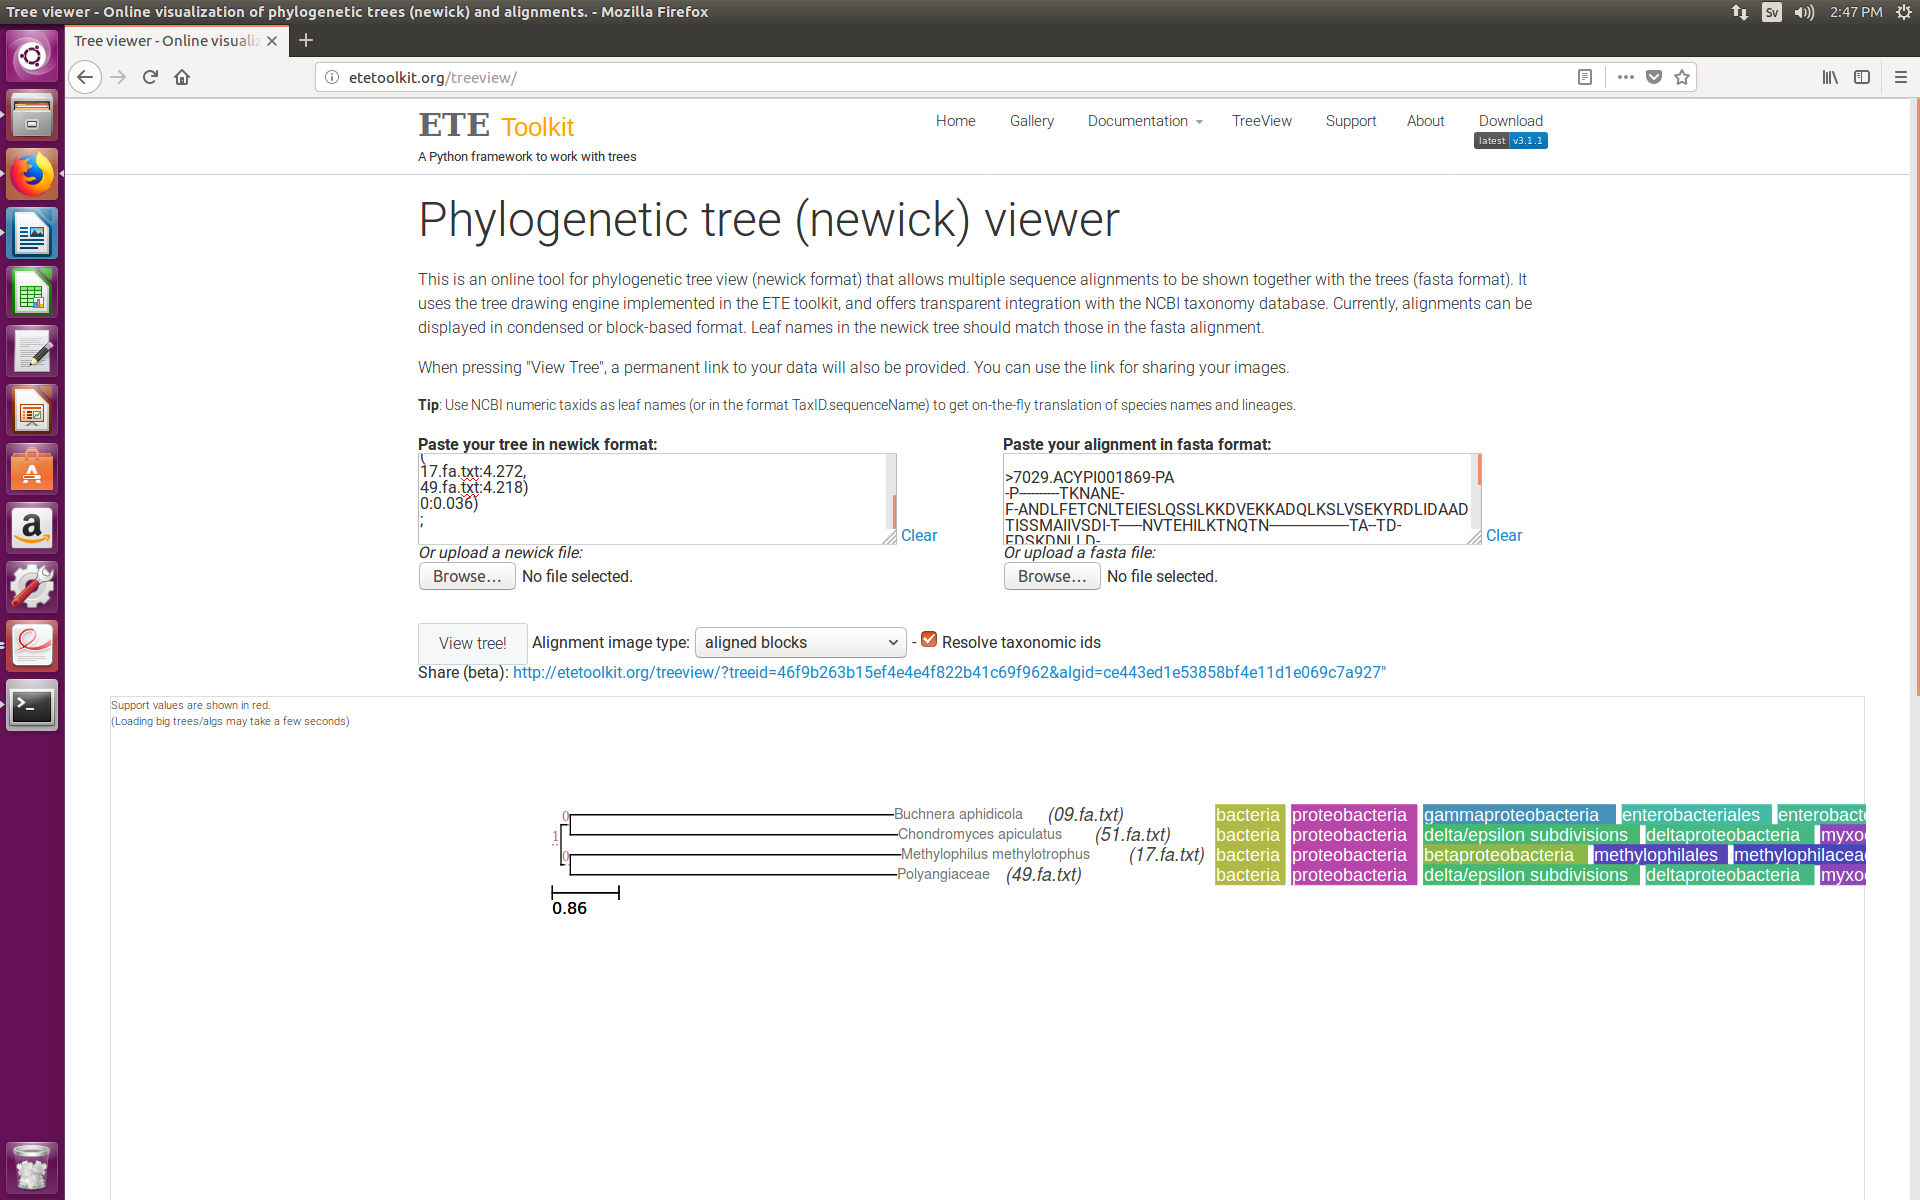 Tree viewer - Online visualization of phylogenetic trees (newick) and alignments. - Mozilla Firefox
Sv
2:47 PM
Tree viewer - Online visualiz
etetoolkit.org/treeview/
ETE Toolkit
A Python framework to work with trees
Home
Gallery
Documentation
TreeView
Support
About
Download
latest v3.1.1
Phylogenetic tree (newick) viewer
This is an online tool for phylogenetic tree view (newick format) that allows multiple sequence alignments to be shown together with the trees (fasta format). It
uses the tree drawing engine implemented in the ETE toolkit, and offers transparent integration with the NCBI taxonomy database. Currently, alignments can be
displayed in condensed or block-based format. Leaf names in the newick tree should match those in the fasta alignment.
When pressing "View Tree", a permanent link to your data will also be provided. You can use the link for sharing your images.
Tip: Use NCBI numeric taxids as leaf names (or in the format TaxID.sequenceName) to get on-the-fly translation of species names and lineages.
Paste your tree in newick format:
(
17.fa.txt:4.272,
49.fa.txt:4.218)
0:0.036)
;
Clear
Or upload a newick file:
Browse... No file selected.
Paste your alignment in fasta format:
>7029.ACYPI001869-PA
-P----------TKNANE-
F-ANDLFETCNLTEIESLQSSLKKDVEKKADQLKSLVSEKYRDLIDAAD
TISSMAIIVSDI-T------NVTEHILKTNQTN--------------------TA--TD-
FDSKDNLLD-
Clear
Or upload a fasta file:
Browse... No file selected.
View tree! Alignment image type: aligned blocks - Resolve taxonomic ids
Share (beta): http://etetoolkit.org/treeview/?treeid=46f9b263b15ef4e4e4f822b41c69f962&algid=ce443ed1e53858bf4e11d1e069c7a927"
Support values are shown in red.
(Loading big trees/algs may take a few seconds)
0 Buchnera aphidicola (09.fa.txt) bacteria proteobacteria gammaproteobacteria enterobacteriales enterobact
1 Chondromyces apiculatus (51.fa.txt) bacteria proteobacteria delta/epsilon subdivisions deltaproteobacteria myxo
0 Methylophilus methylotrophus (17.fa.txt) bacteria proteobacteria betaproteobacteria methylophilales methylophilacea
Polyangiaceae (49.fa.txt) bacteria proteobacteria delta/epsilon subdivisions deltaproteobacteria myxo
0.86